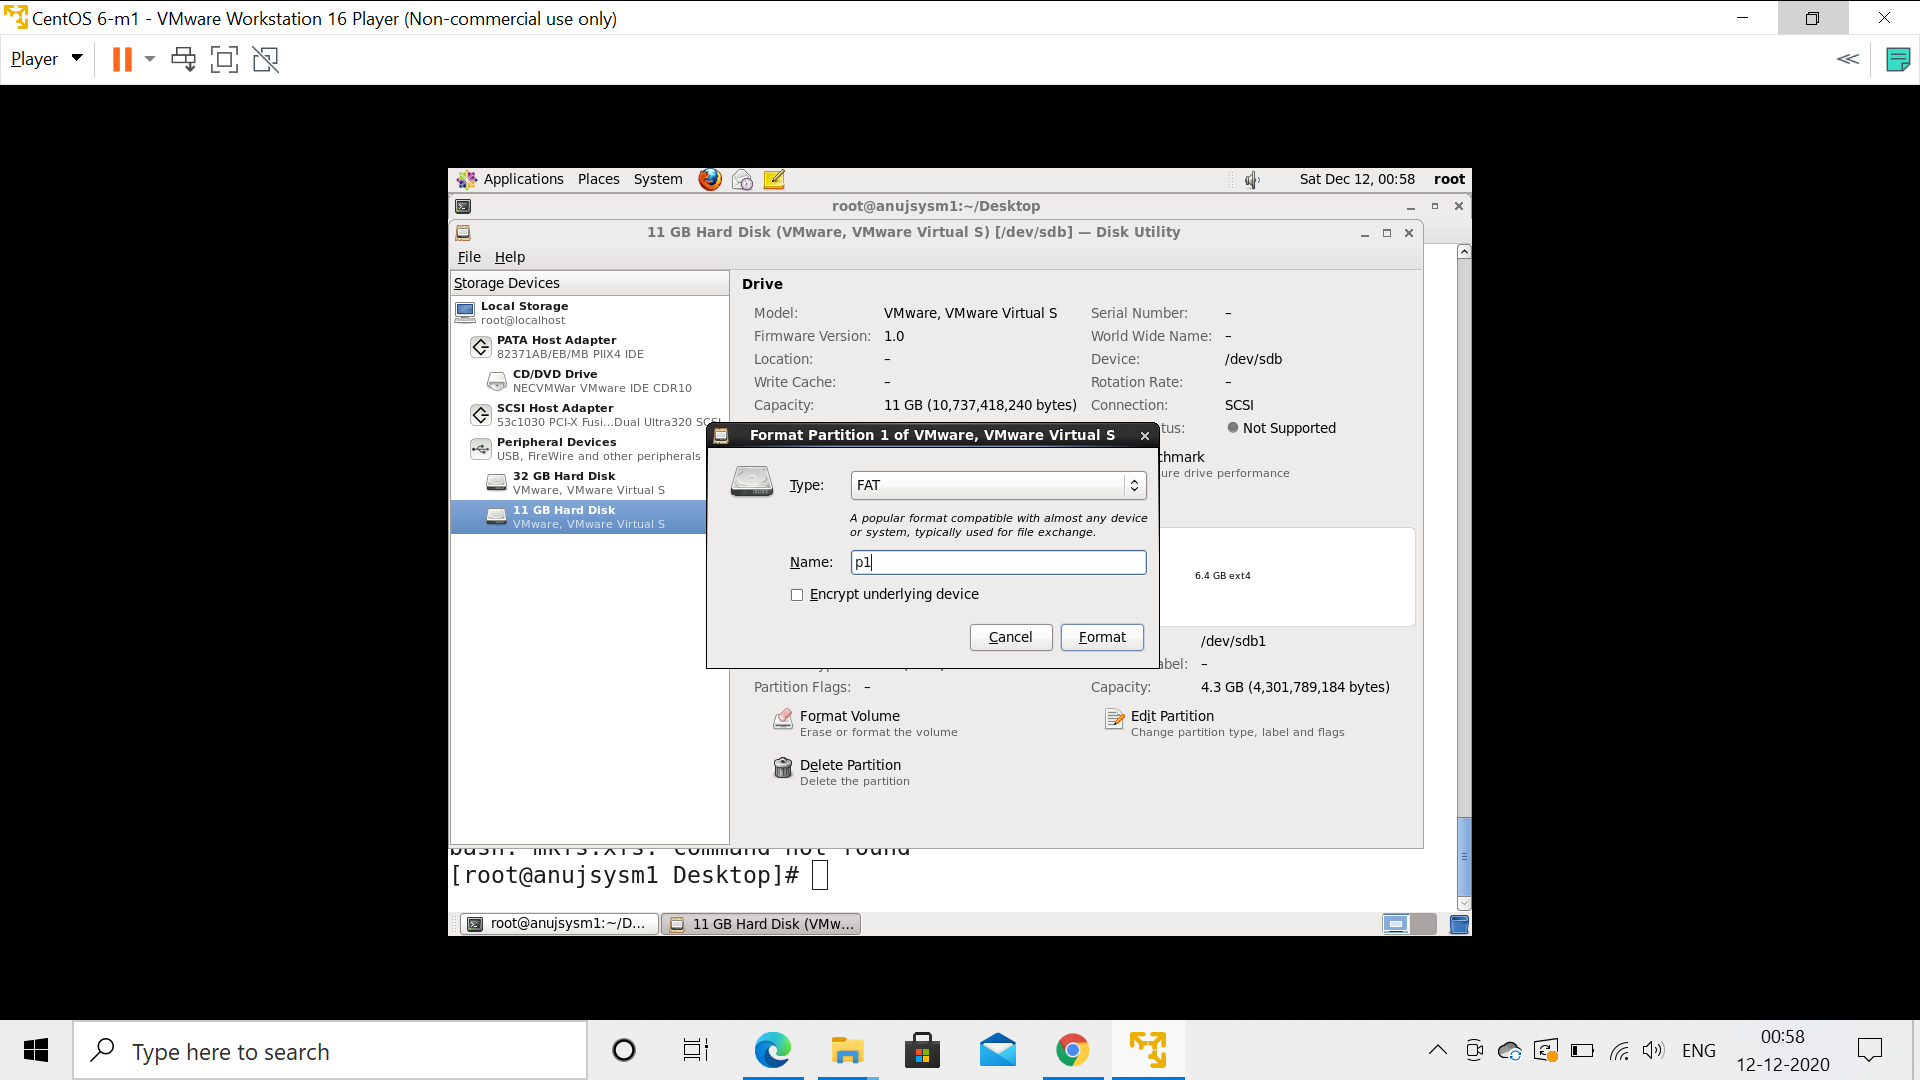 CentOS 6-m1 - VMware Workstation 16 Player (Non-commercial use only)
Player
Applications Places System Sat Dec 12, 00:58 root
root@anujsysm1:~/Desktop
11 GB Hard Disk (VMware, VMware Virtual S) [/dev/sdb] — Disk Utility
File Help
Storage Devices
Local Storage
root@localhost
PATA Host Adapter
82371AB/EB/MB PIIX4 IDE
CD/DVD Drive
NECVMWar VMware IDE CDR10
SCSI Host Adapter
53c1030 PCI-X Fusi...Dual Ultra320 SCSI
Peripheral Devices
USB, FireWire and other peripherals
32 GB Hard Disk
VMware, VMware Virtual S
11 GB Hard Disk
VMware, VMware Virtual S
Drive
Model: VMware, VMware Virtual S Serial Number: –
Firmware Version: 1.0 World Wide Name: –
Location: – Device: /dev/sdb
Write Cache: – Rotation Rate: –
Capacity: 11 GB (10,737,418,240 bytes) Connection: SCSI
tus: Not Supported
chmark
ure drive performance
Format Partition 1 of VMware, VMware Virtual S
Type: FAT
A popular format compatible with almost any device
or system, typically used for file exchange.
Name: p1
Encrypt underlying device
Cancel Format
6.4 GB ext4
/dev/sdb1
abel: –
Partition Flags: – Capacity: 4.3 GB (4,301,789,184 bytes)
Format Volume
Erase or format the volume
Edit Partition
Change partition type, label and flags
Delete Partition
Delete the partition
bash: mkfs.xfs: command not found
[root@anujsysm1 Desktop]#
root@anujsysm1:~/D... 11 GB Hard Disk (VMw...
Type here to search
ENG
00:58
12-12-2020